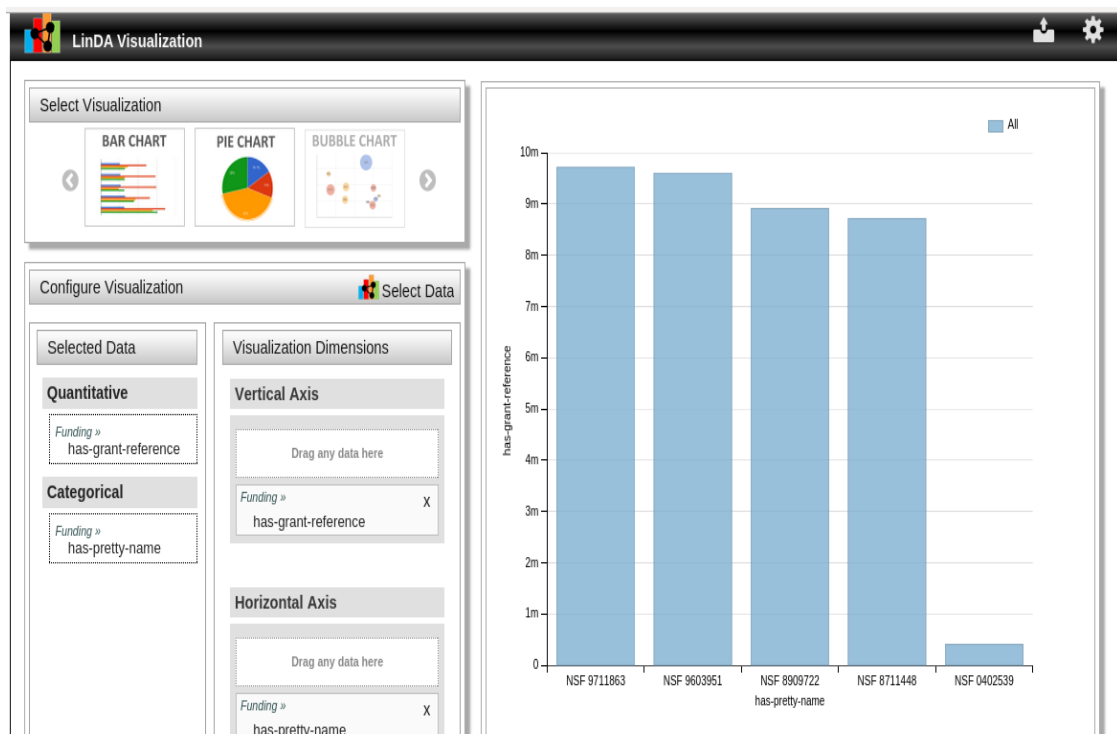 LinDA Visualization
Select Visualization
BAR CHART
PIE CHART
BUBBLE CHART
Configure Visualization
Select Data
Selected Data
Quantitative
Funding »
has-grant-reference
Categorical
Funding »
has-pretty-name
Visualization Dimensions
Vertical Axis
Drag any data here
Funding »
X
has-grant-reference
Horizontal Axis
Drag any data here
Funding »
X
has-pretty-name
All
10m
9m
8m
7m
6m
5m
4m
3m
2m
1m
0
has-grant-reference
NSF 9711863
NSF 9603951
NSF 8909722
NSF 8711448
NSF 0402539
has-pretty-name